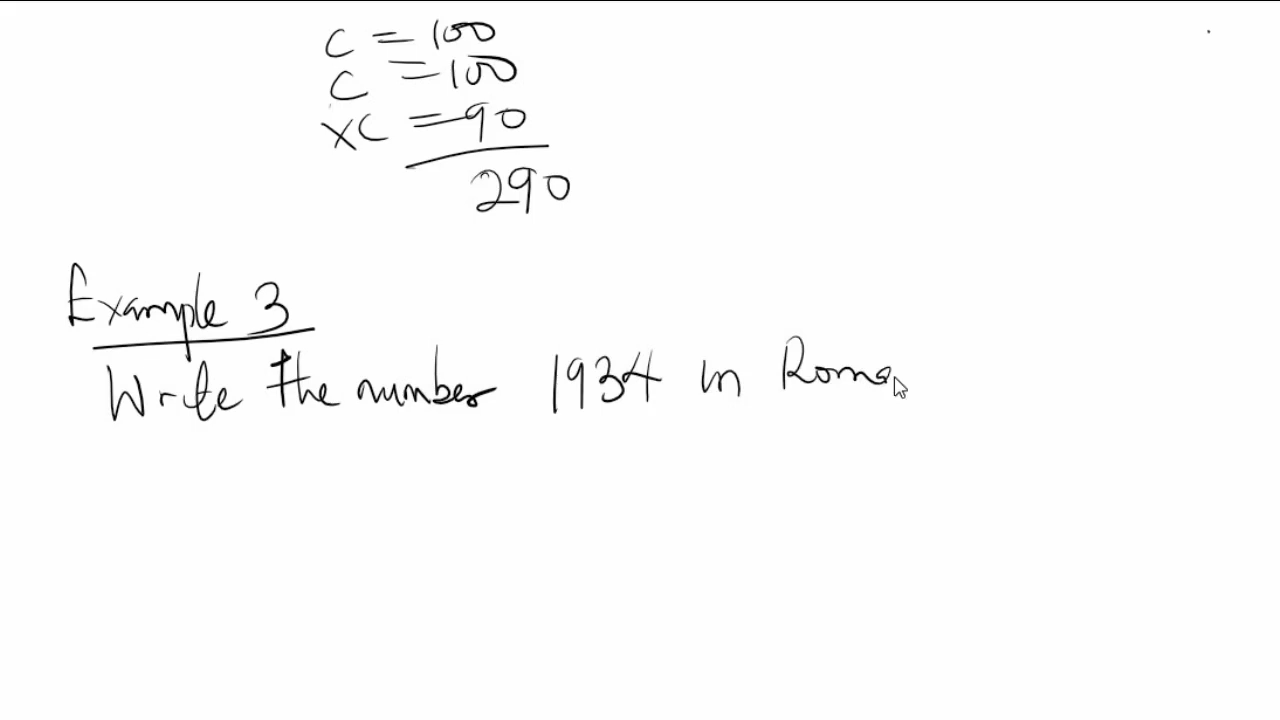 C = 100
C = 100
XC = 90
290
Example 3
Write the number 1934 in Roma